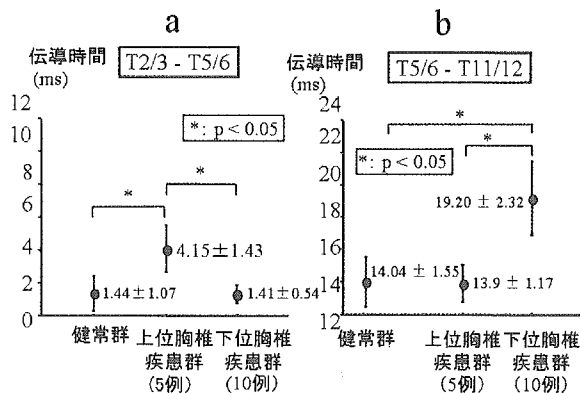 a
伝導時間
(ms)
T2/3 - T5/6
12
10
8
6
4
2
0
*: p < 0.05
*
*
4.15±1.43
1.44±1.07
1.41±0.54
健常群
上位胸椎
疾患群
(5例)
下位胸椎
疾患群
(10例)
b
伝導時間
(ms)
T5/6 - T11/12
24
22
20
18
16
14
12
*
*
*: p < 0.05
19.20 ± 2.32
14.04 ± 1.55
13.9 ± 1.17
健常群
上位胸椎
疾患群
(5例)
下位胸椎
疾患群
(10例)